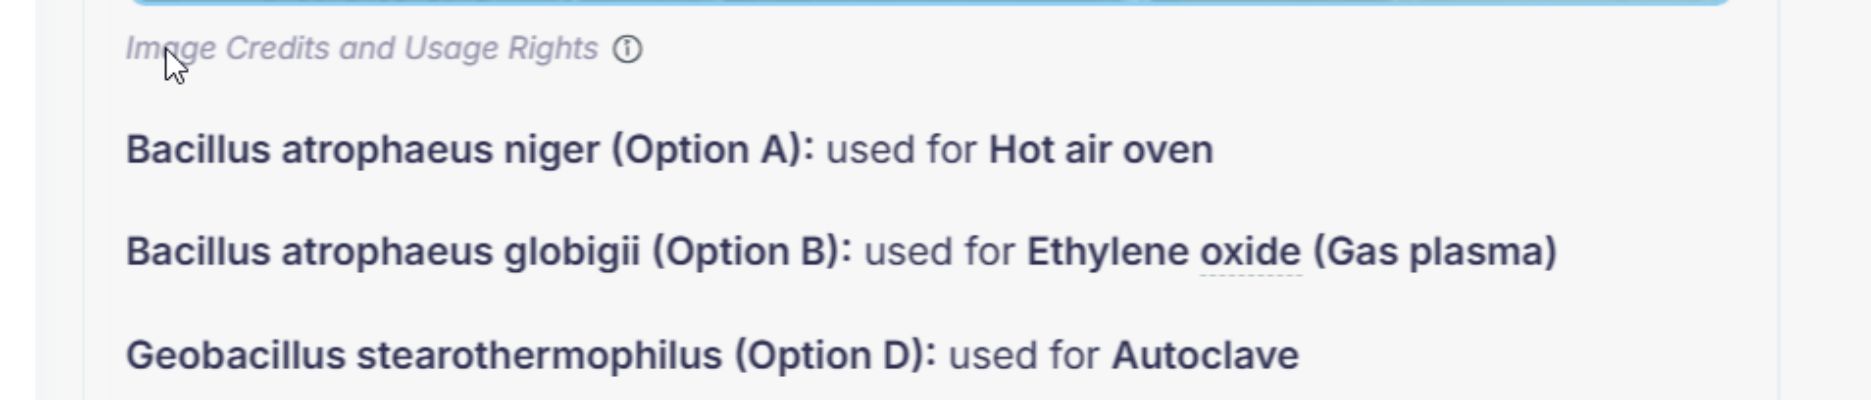 Image Credits and Usage Rights ⓘ
Bacillus atrophaeus niger (Option A): used for Hot air oven
Bacillus atrophaeus globigii (Option B): used for Ethylene oxide (Gas plasma)
Geobacillus stearothermophilus (Option D): used for Autoclave